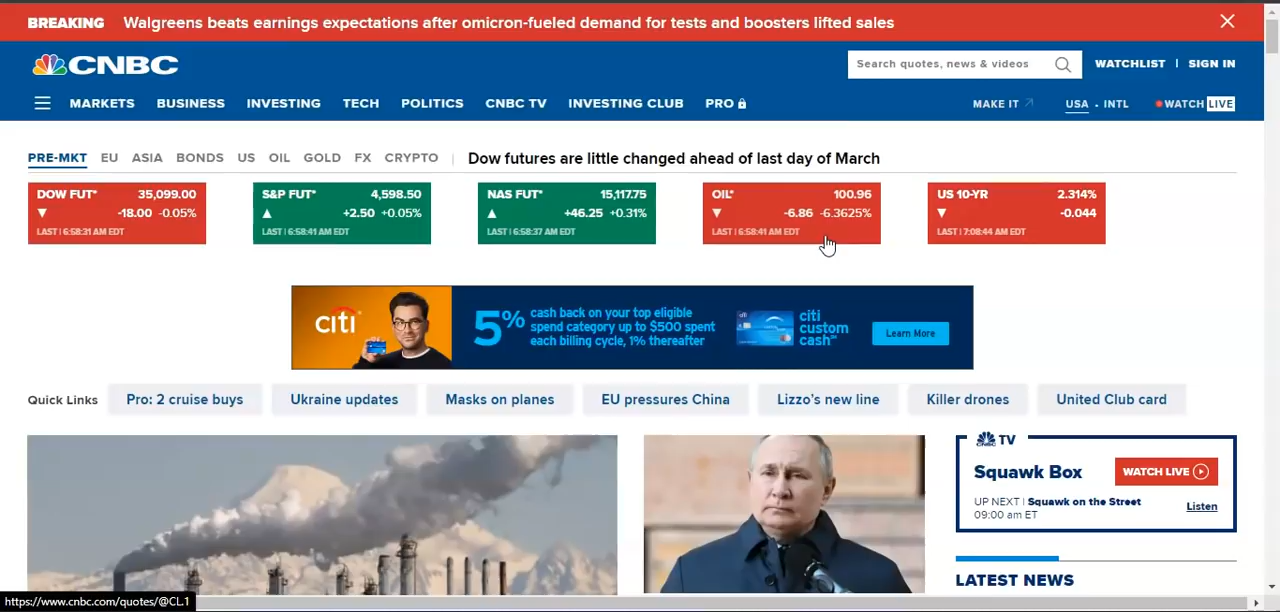 BREAKING Walgreens beats earnings expectations after omicron-fueled demand for tests and boosters lifted sales
CNBC
Search quotes, news & videos
WATCHLIST | SIGN IN
MARKETS BUSINESS INVESTING TECH POLITICS CNBC TV INVESTING CLUB PRO
MAKE IT USA - INTL WATCH LIVE
PRE-MKT EU ASIA BONDS US OIL GOLD FX CRYPTO | Dow futures are little changed ahead of last day of March
DOW FUT* 35,099.00
▼ -18.00 -0.05%
LAST | 6:58:31 AM EDT
S&P FUT* 4,598.50
▲ +2.50 +0.05%
LAST | 6:58:41 AM EDT
NAS FUT* 15,117.75
▲ +46.25 +0.31%
LAST | 6:58:37 AM EDT
OIL* 100.96
▼ -6.86 -6.3625%
LAST | 6:58:41 AM EDT
US 10-YR 2.314%
▼ -0.044
LAST | 7:08:44 AM EDT
citi
5%
cash back on your top eligible
spend category up to $500 spent
each billing cycle, 1% thereafter
citi
custom
cash℠
Learn More
Quick Links Pro: 2 cruise buys Ukraine updates Masks on planes EU pressures China Lizzo's new line Killer drones United Club card
CNBC TV
Squawk Box
WATCH LIVE
UP NEXT | Squawk on the Street
09:00 am ET
Listen
LATEST NEWS
https://www.cnbc.com/quotes/@CL.1